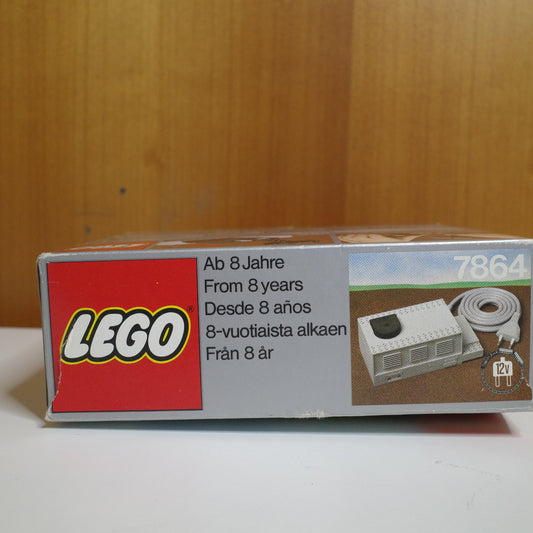 LEGO®
Ab 8 Jahre
From 8 years
Desde 8 años
8-vuotiaista alkaen
Från 8 år
7864
12V